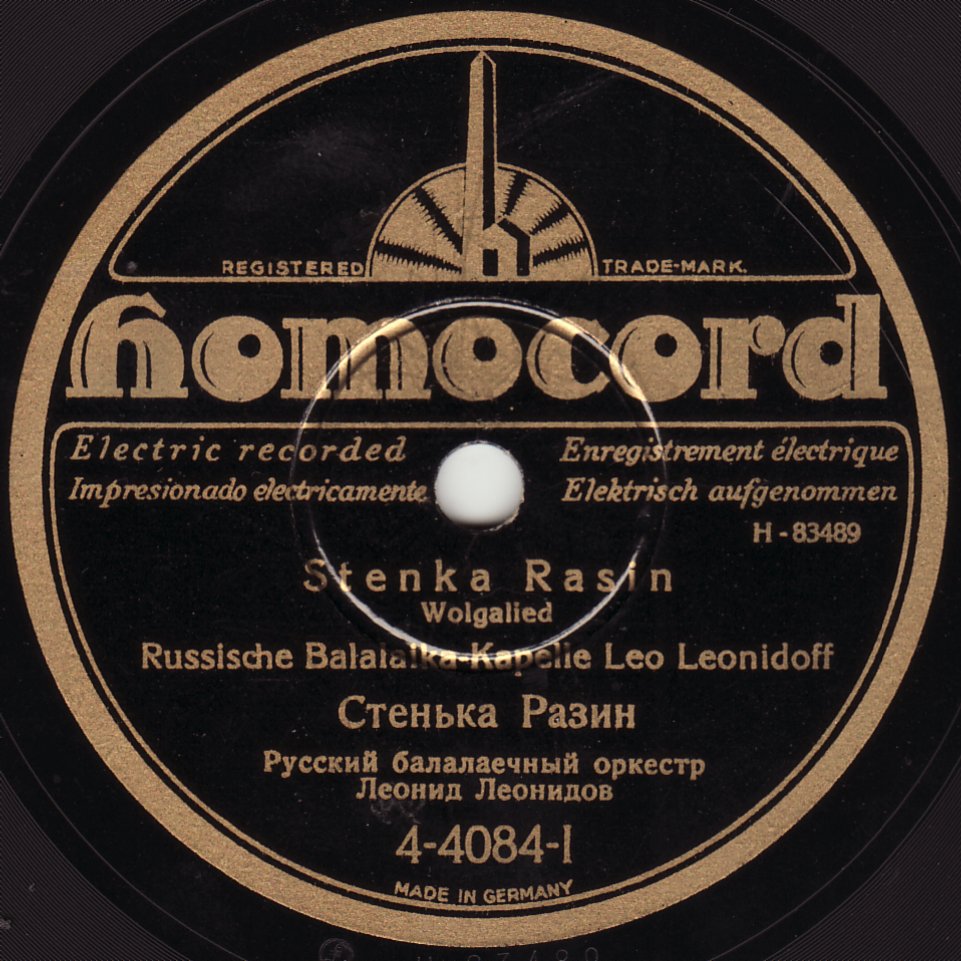 REGISTERED TRADE-MARK.
homocord
Electric recorded Enregistrement électrique
Impresionado electricamente Elektrisch aufgenommen
H - 83489
Stenka Rasin
Wolgalied
Russische Balalaika-Kapelle Leo Leonidoff
Стенька Разин
Русский балалаечный оркестр
Леонид Леонидов
4-4084-I
MADE IN GERMANY